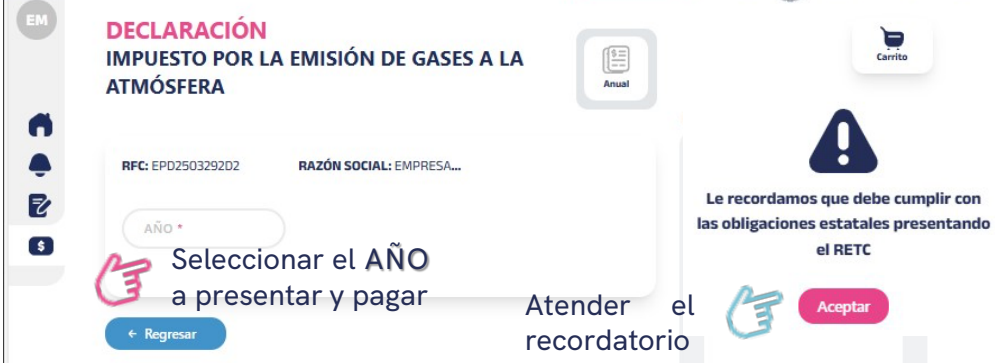 EM
DECLARACIÓN
IMPUESTO POR LA EMISIÓN DE GASES A LA
ATMÓSFERA
Anual
Carrito
RFC: EPD2503292D2
RAZÓN SOCIAL: EMPRESA...
AÑO *
Seleccionar el AÑO
a presentar y pagar
← Regresar
Le recordamos que debe cumplir con
las obligaciones estatales presentando
el RETC
Atender el
recordatorio
Aceptar